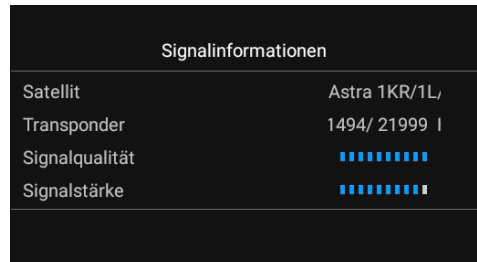 Signalinformationen
Satellit Astra 1KR/1L/
Transponder 1494/ 21999
Signalqualität
Signalstärke